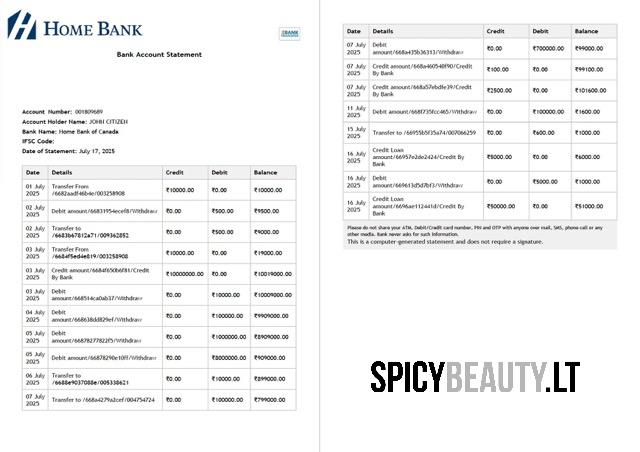 HOME BANK
Bank Account Statement
Account Number: 001809689
Account Holder Name: JOHN CITIZEN
Bank Name: Home Bank of Canada
IFSC Code:
Date of Statement: July 17, 2025
Date Details Credit Debit Balance
01 July 2025 Transfer From /6682aadf46b4e/003258908 ₹10000.00 ₹0.00 ₹10000.00
02 July 2025 Debit amount/66831954ecef8/Withdrawr ₹0.00 ₹500.00 ₹9500.00
02 July 2025 Transfer to /6683b67812a71/009362852 ₹0.00 ₹500.00 ₹9000.00
03 July 2025 Transfer From /6684f5ed4e819/003258908 ₹10000.00 ₹0.00 ₹19000.00
03 July 2025 Credit amount/6684f650b6f81/Credit By Bank ₹10000000.00 ₹0.00 ₹10019000.00
03 July 2025 Debit amount/668514ca0ab37/Withdrawr ₹0.00 ₹10000.00 ₹10009000.00
04 July 2025 Debit amount/668638dd829ef/Withdrawr ₹0.00 ₹100000.00 ₹9909000.00
05 July 2025 Debit amount/66878277822f5/Withdrawr ₹0.00 ₹1000000.00 ₹8909000.00
05 July 2025 Debit amount/66878290e10ff/Withdrawr ₹0.00 ₹8000000.00 ₹909000.00
06 July 2025 Transfer to /6688e9037088e/005338621 ₹0.00 ₹10000.00 ₹899000.00
07 July 2025 Transfer to /668a4279a2cef/004754724 ₹0.00 ₹100000.00 ₹799000.00
Date Details Credit Debit Balance
07 July 2025 Debit amount/668a435b36313/Withdrawr ₹0.00 ₹700000.00 ₹99000.00
07 July 2025 Credit amount/668a460540f90/Credit By Bank ₹100.00 ₹0.00 ₹99100.00
07 July 2025 Credit amount/668a57ebdfe39/Credit By Bank ₹2500.00 ₹0.00 ₹101600.00
11 July 2025 Debit amount/668f735fcc465/Withdrawr ₹0.00 ₹100000.00 ₹1600.00
15 July 2025 Transfer to /66955b5f35a74/007066259 ₹0.00 ₹600.00 ₹1000.00
16 July 2025 Credit Loan amount/66957e2de2424/Credit By Bank ₹5000.00 ₹0.00 ₹6000.00
16 July 2025 Debit amount/669613d5d7bf3/Withdrawr ₹0.00 ₹5000.00 ₹1000.00
16 July 2025 Credit Loan amount/6696ae112441d/Credit By Bank ₹50000.00 ₹0.00 ₹51000.00
Please do not share your ATM, Debit/Credit card number, PIN and OTP with anyone over mail, SMS, phone call or any
other media. Bank never asks for such information.
This is a computer-generated statement and does not require a signature.
SPICYBEAUTY.LT